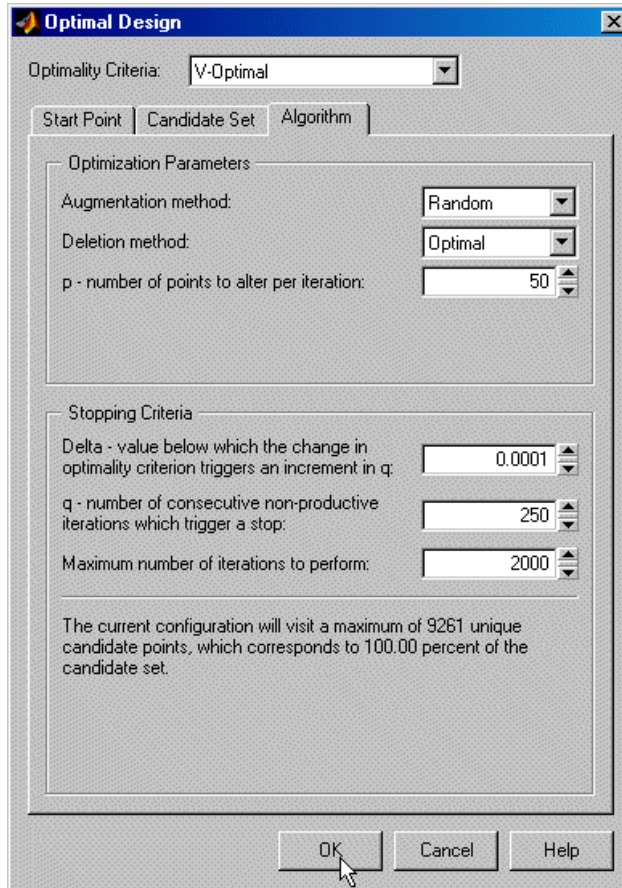 Optimal Design
Optimality Criteria: V-Optimal
Start Point Candidate Set Algorithm
Optimization Parameters
Augmentation method: Random
Deletion method: Optimal
p - number of points to alter per iteration: 50
Stopping Criteria
Delta - value below which the change in
optimality criterion triggers an increment in q: 0.0001
q - number of consecutive non-productive
iterations which trigger a stop: 250
Maximum number of iterations to perform: 2000
The current configuration will visit a maximum of 9261 unique
candidate points, which corresponds to 100.00 percent of the
candidate set.
OK Cancel Help